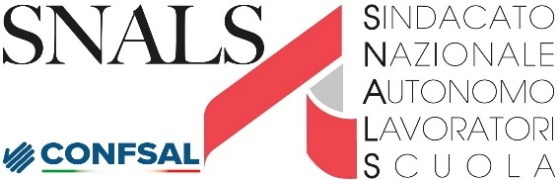 SNALS
CONFSAL
SINDACATO
NAZIONALE
AUTONOMO
LAVORATORI
SCUOLA